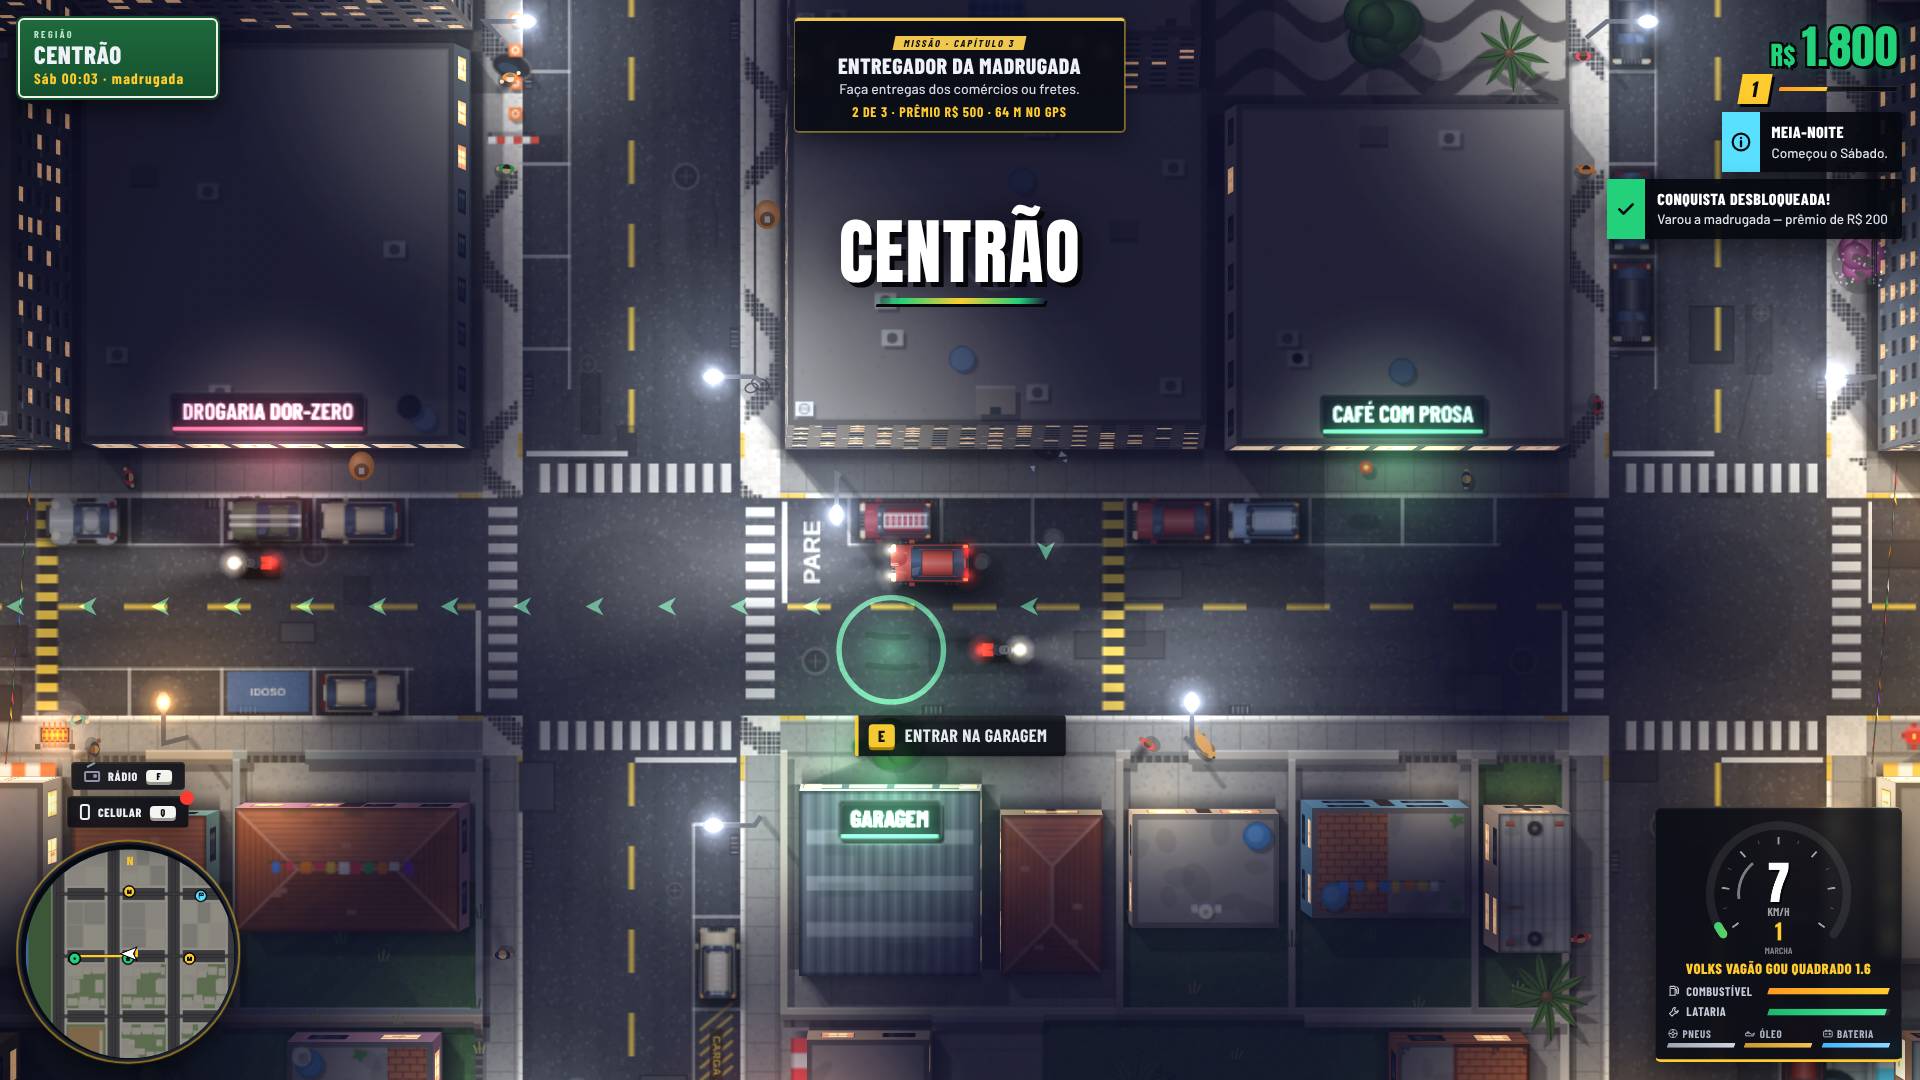 REGIÃO
CENTRÃO
Sáb 00:03 · madrugada
MISSÃO · CAPÍTULO 3
ENTREGADOR DA MADRUGADA
Faça entregas dos comércios ou fretes.
2 DE 3 · PRÊMIO R$ 500 · 64 M NO GPS
R$ 1.800
1
MEIA-NOITE
Começou o Sábado.
CONQUISTA DESBLOQUEADA!
Varou a madrugada — prêmio de R$ 200
CENTRÃO
DROGARIA DOR-ZERO
CAFÉ COM PROSA
PARE
IDOSO
E ENTRAR NA GARAGEM
RÁDIO F
CELULAR Q
GARAGEM
N
M
P
M
7
KM/H
1
MARCHA
VOLKS VAGÃO GOU QUADRADO 1.6
COMBUSTÍVEL
LATARIA
PNEUS
ÓLEO
BATERIA
CARGA